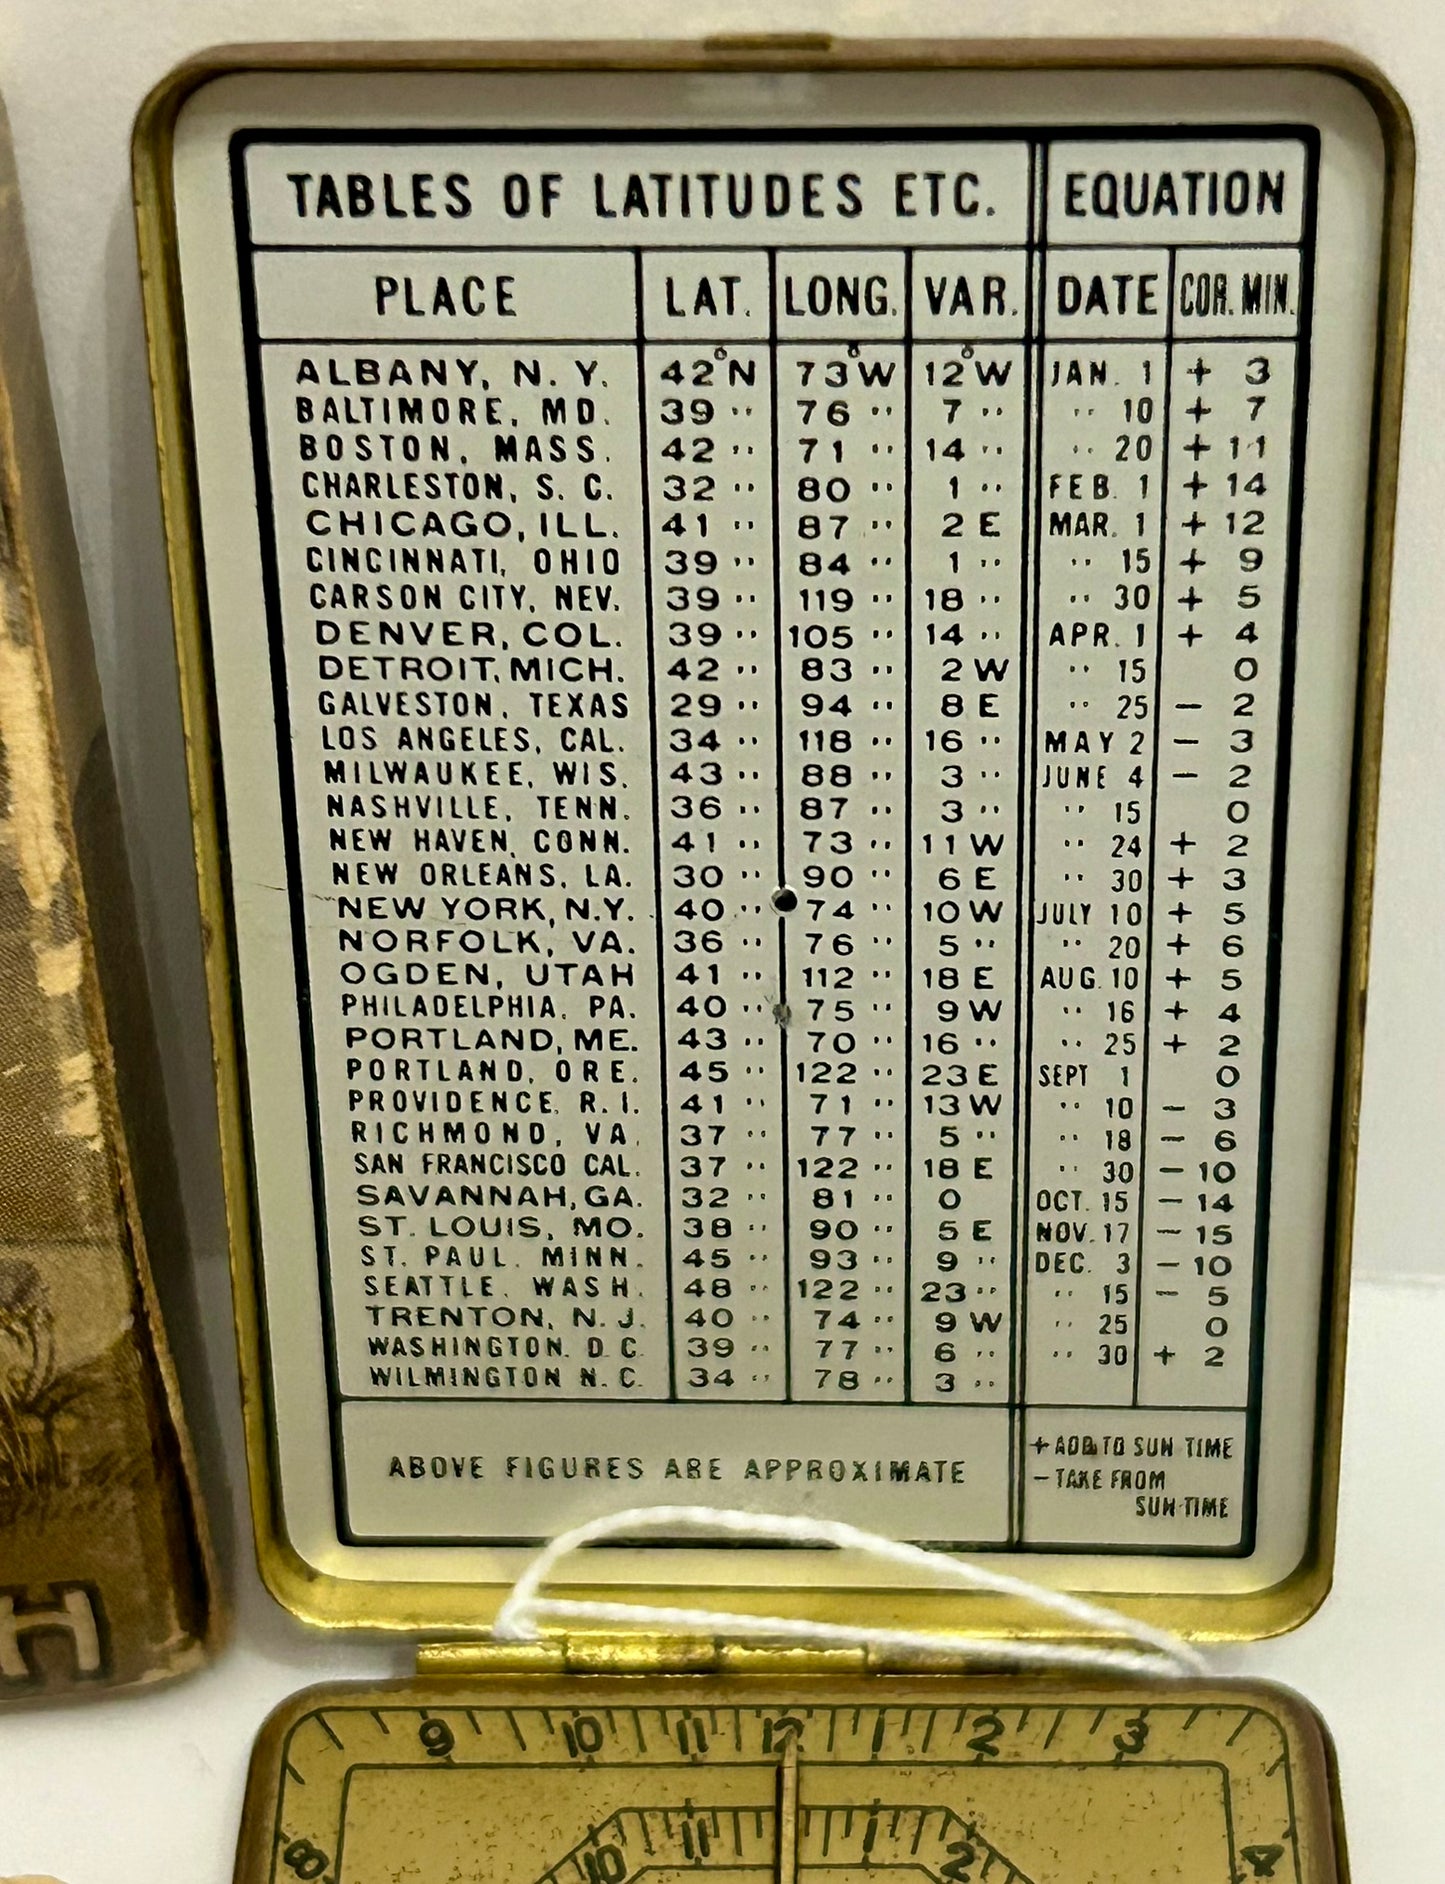 TABLES OF LATITUDES ETC. EQUATION
PLACE LAT. LONG. VAR. DATE COR. MIN.
ALBANY, N. Y. 42°N 73°W 12°W JAN. 1 + 3
BALTIMORE, MD. 39 " 76 " 7 " " 10 + 7
BOSTON, MASS. 42 " 71 " 14 " " 20 + 11
CHARLESTON, S. C. 32 " 80 " 1 " FEB. 1 + 14
CHICAGO, ILL. 41 " 87 " 2 E MAR. 1 + 12
CINCINNATI, OHIO 39 " 84 " 1 " " 15 + 9
CARSON CITY, NEV. 39 " 119 " 18 " " 30 + 5
DENVER, COL. 39 " 105 " 14 " APR. 1 + 4
DETROIT, MICH. 42 " 83 " 2 W " 15 0
GALVESTON, TEXAS 29 " 94 " 8 E " 25 - 2
LOS ANGELES, CAL. 34 " 118 " 16 " MAY 2 - 3
MILWAUKEE, WIS. 43 " 88 " 3 " JUNE 4 - 2
NASHVILLE, TENN. 36 " 87 " 3 " " 15 0
NEW HAVEN, CONN. 41 " 73 " 11 W " 24 + 2
NEW ORLEANS, LA. 30 " 90 " 6 E " 30 + 3
NEW YORK, N.Y. 40 " 74 " 10 W JULY 10 + 5
NORFOLK, VA. 36 " 76 " 5 " " 20 + 6
OGDEN, UTAH 41 " 112 " 18 E AUG. 10 + 5
PHILADELPHIA, PA. 40 " 75 " 9 W " 16 + 4
PORTLAND, ME. 43 " 70 " 16 " " 25 + 2
PORTLAND, ORE. 45 " 122 " 23 E SEPT 1 0
PROVIDENCE, R. I. 41 " 71 " 13 W " 10 - 3
RICHMOND, VA. 37 " 77 " 5 " " 18 - 6
SAN FRANCISCO CAL. 37 " 122 " 18 E " 30 - 10
SAVANNAH, GA. 32 " 81 " 0 OCT. 15 - 14
ST. LOUIS, MO. 38 " 90 " 5 E NOV. 17 - 15
ST. PAUL. MINN. 45 " 93 " 9 " DEC. 3 - 10
SEATTLE. WASH. 48 " 122 " 23 " " 15 - 5
TRENTON, N. J. 40 " 74 " 9 W " 25 0
WASHINGTON. D C. 39 " 77 " 6 " " 30 + 2
WILMINGTON N. C. 34 " 78 " 3 "
ABOVE FIGURES ARE APPROXIMATE
+ ADD TO SUN TIME
- TAKE FROM
SUN TIME
H
9 10 11 12 1 2 3
8 10 11 1 2 4